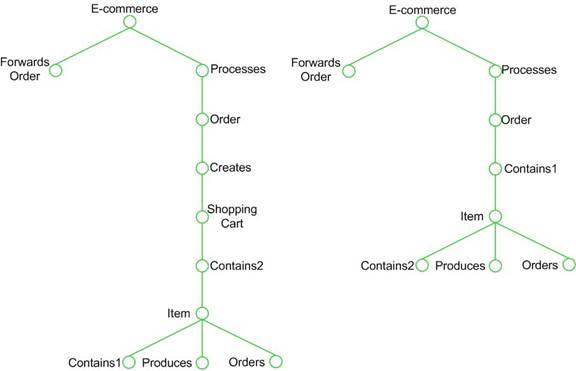 E-commerce
Forwards
Order
Processes
Order
Creates
Shopping
Cart
Contains2
Item
Contains1
Produces
Orders
E-commerce
Forwards
Order
Processes
Order
Contains1
Item
Contains2
Produces
Orders